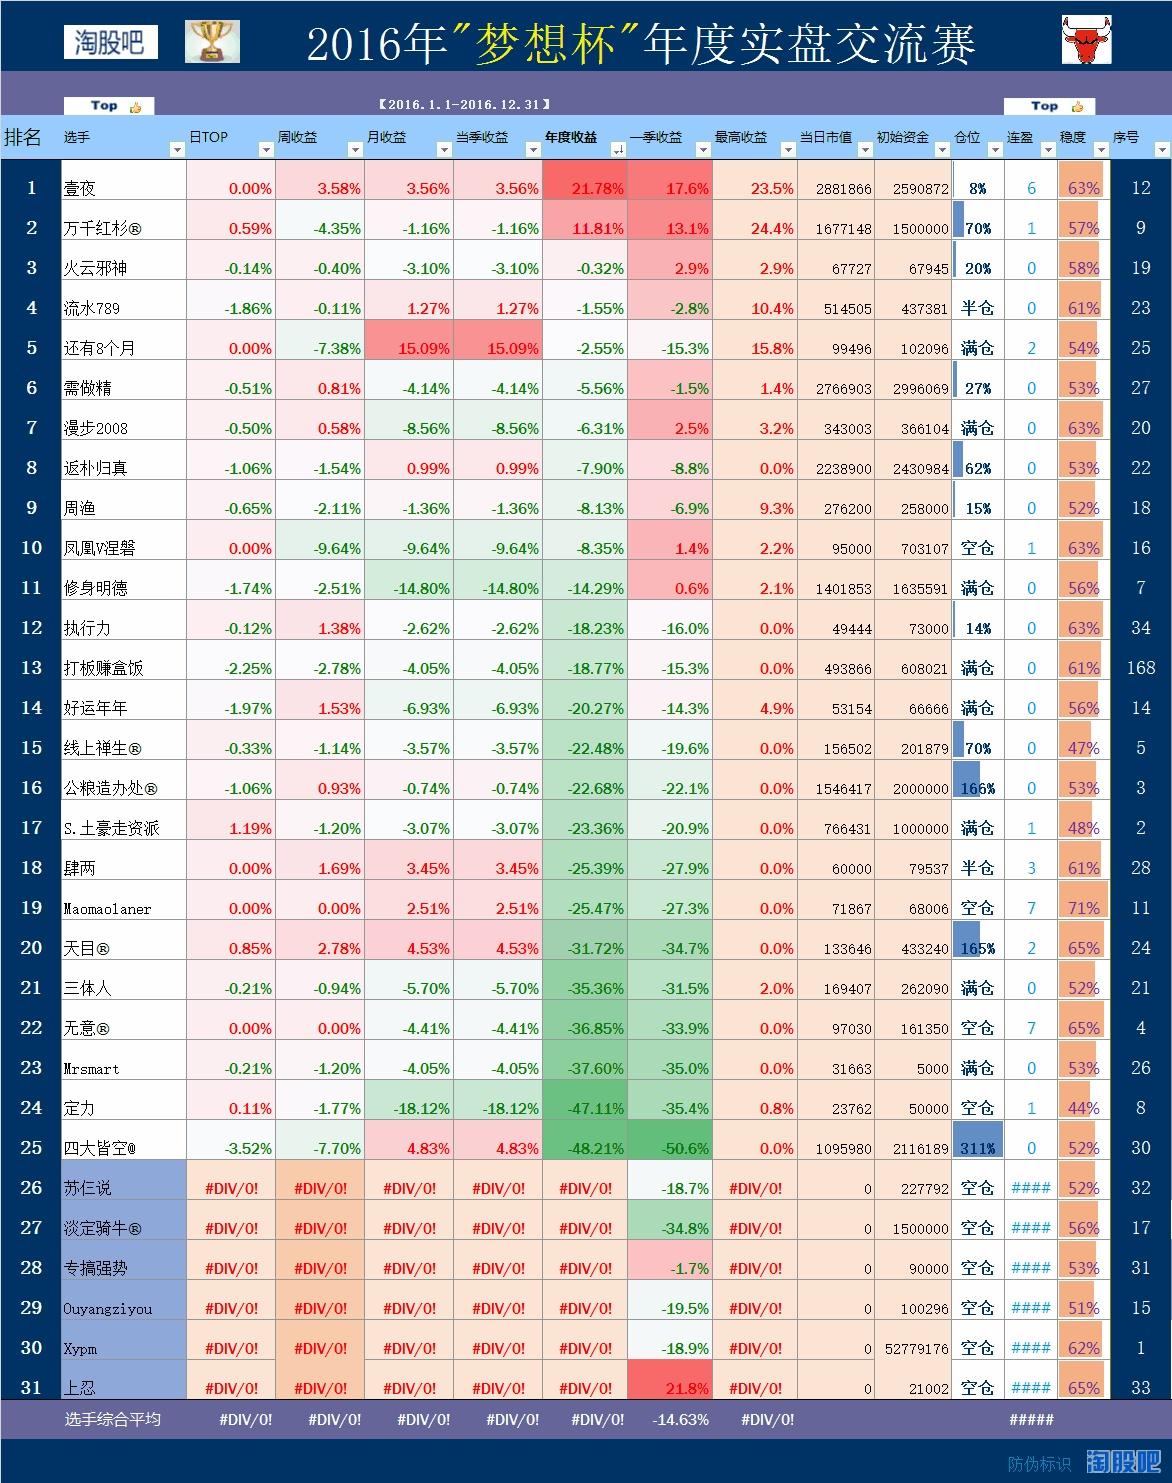 淘股吧 2016年"梦想杯"年度实盘交流赛
Top 【2016.1.1-2016.12.31】 Top
排名 选手 日TOP 周收益 月收益 当季收益 年度收益 一季收益 最高收益 当日市值 初始资金 仓位 连盈 稳度 序号
1 壹夜 0.00% 3.58% 3.56% 3.56% 21.78% 17.6% 23.5% 2881866 2590872 8% 6 63% 12
2 万千红杉® 0.59% -4.35% -1.16% -1.16% 11.81% 13.1% 24.4% 1677148 1500000 70% 1 57% 9
3 火云邪神 -0.14% -0.40% -3.10% -3.10% -0.32% 2.9% 2.9% 67727 67945 20% 0 58% 19
4 流水789 -1.86% -0.11% 1.27% 1.27% -1.55% -2.8% 10.4% 514505 437381 半仓 0 61% 23
5 还有8个月 0.00% -7.38% 15.09% 15.09% -2.55% -15.3% 15.8% 99496 102096 满仓 2 54% 25
6 需做精 -0.51% 0.81% -4.14% -4.14% -5.56% -1.5% 1.4% 2766903 2996069 27% 0 53% 27
7 漫步2008 -0.50% 0.58% -8.56% -8.56% -6.31% 2.5% 3.2% 343003 366104 满仓 0 63% 20
8 返朴归真 -1.06% -1.54% 0.99% 0.99% -7.90% -8.8% 0.0% 2238900 2430984 62% 0 53% 22
9 周渔 -0.65% -2.11% -1.36% -1.36% -8.13% -6.9% 9.3% 276200 258000 15% 0 52% 18
10 凤凰V涅磐 0.00% -9.64% -9.64% -9.64% -8.35% 1.4% 2.2% 95000 703107 空仓 1 63% 16
11 修身明德 -1.74% -2.51% -14.80% -14.80% -14.29% 0.6% 2.1% 1401853 1635591 满仓 0 56% 7
12 执行力 -0.12% 1.38% -2.62% -2.62% -18.23% -16.0% 0.0% 49444 73000 14% 0 63% 34
13 打板赚盒饭 -2.25% -2.78% -4.05% -4.05% -18.77% -15.3% 0.0% 493866 608021 满仓 0 61% 168
14 好运年年 -1.97% 1.53% -6.93% -6.93% -20.27% -14.3% 4.9% 53154 66666 满仓 0 56% 14
15 线上禅生® -0.33% -1.14% -3.57% -3.57% -22.48% -19.6% 0.0% 156502 201879 70% 0 47% 5
16 公粮造办处® -1.06% 0.93% -0.74% -0.74% -22.68% -22.1% 0.0% 1546417 2000000 166% 0 53% 3
17 S.土豪走资派 1.19% -1.20% -3.07% -3.07% -23.36% -20.9% 0.0% 766431 1000000 满仓 1 48% 2
18 肆两 0.00% 1.69% 3.45% 3.45% -25.39% -27.9% 0.0% 60000 79537 半仓 3 61% 28
19 Maomaolaner 0.00% 0.00% 2.51% 2.51% -25.47% -27.3% 0.0% 71867 68006 空仓 7 71% 11
20 天目® 0.85% 2.78% 4.53% 4.53% -31.72% -34.7% 0.0% 133646 433240 165% 2 65% 24
21 三体人 -0.21% -0.94% -5.70% -5.70% -35.36% -31.5% 2.0% 169407 262090 满仓 0 52% 21
22 无意® 0.00% 0.00% -4.41% -4.41% -36.85% -33.9% 0.0% 97030 161350 空仓 7 65% 4
23 Mrsmart -0.21% -1.20% -4.05% -4.05% -37.60% -35.0% 0.0% 31663 5000 满仓 0 53% 26
24 定力 0.11% -1.77% -18.12% -18.12% -47.11% -35.4% 0.8% 23762 50000 空仓 1 44% 8
25 四大皆空@ -3.52% -7.70% 4.83% 4.83% -48.21% -50.6% 0.0% 1095980 2116189 311% 0 52% 30
26 苏仨说 #DIV/0! #DIV/0! #DIV/0! #DIV/0! #DIV/0! -18.7% #DIV/0! 0 227792 空仓 #### 52% 32
27 淡定骑牛® #DIV/0! #DIV/0! #DIV/0! #DIV/0! #DIV/0! -34.8% #DIV/0! 0 1500000 空仓 #### 56% 17
28 专搞强势 #DIV/0! #DIV/0! #DIV/0! #DIV/0! #DIV/0! -1.7% #DIV/0! 0 90000 空仓 #### 53% 31
29 Ouyangziyou #DIV/0! #DIV/0! #DIV/0! #DIV/0! #DIV/0! -19.5% #DIV/0! 0 100296 空仓 #### 51% 15
30 Xypm #DIV/0! #DIV/0! #DIV/0! #DIV/0! #DIV/0! -18.9% #DIV/0! 0 52779176 空仓 #### 62% 1
31 上忍 #DIV/0! #DIV/0! #DIV/0! #DIV/0! #DIV/0! 21.8% #DIV/0! 0 21002 空仓 #### 65% 33
选手综合平均 #DIV/0! #DIV/0! #DIV/0! #DIV/0! #DIV/0! -14.63% #DIV/0! #####
防伪标识 淘股吧